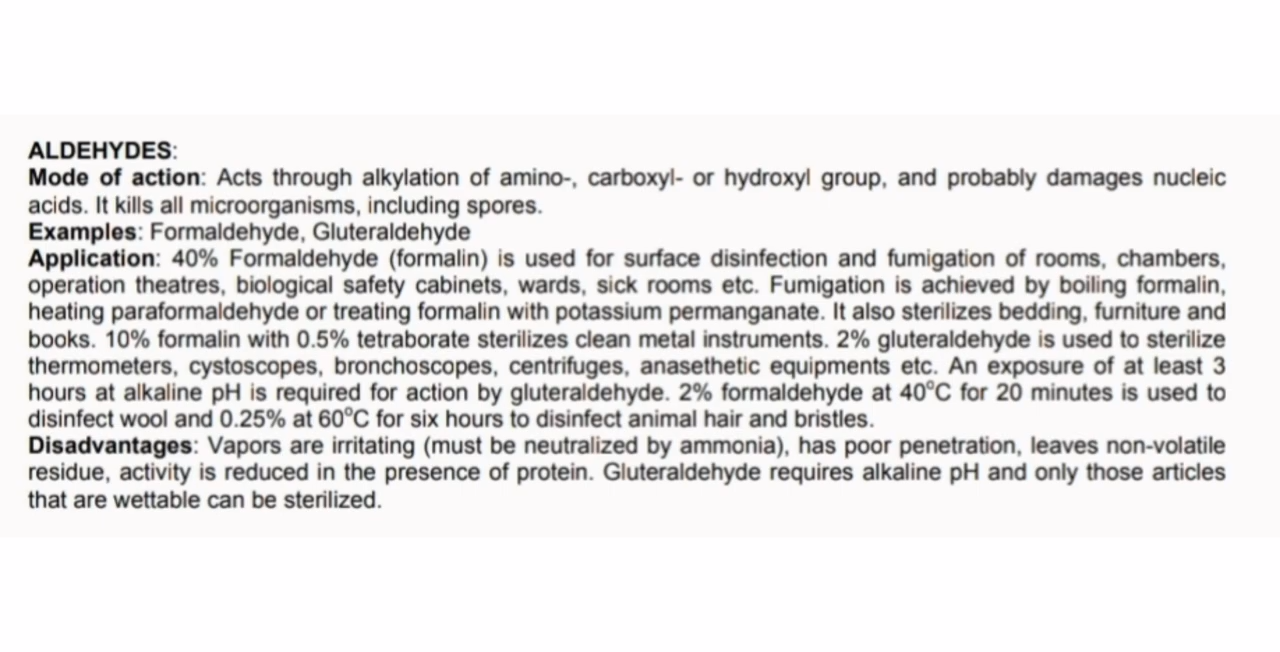 ALDEHYDES:
Mode of action: Acts through alkylation of amino-, carboxyl- or hydroxyl group, and probably damages nucleic
acids. It kills all microorganisms, including spores.
Examples: Formaldehyde, Gluteraldehyde
Application: 40% Formaldehyde (formalin) is used for surface disinfection and fumigation of rooms, chambers,
operation theatres, biological safety cabinets, wards, sick rooms etc. Fumigation is achieved by boiling formalin,
heating paraformaldehyde or treating formalin with potassium permanganate. It also sterilizes bedding, furniture and
books. 10% formalin with 0.5% tetraborate sterilizes clean metal instruments. 2% gluteraldehyde is used to sterilize
thermometers, cystoscopes, bronchoscopes, centrifuges, anasethetic equipments etc. An exposure of at least 3
hours at alkaline pH is required for action by gluteraldehyde. 2% formaldehyde at 40°C for 20 minutes is used to
disinfect wool and 0.25% at 60°C for six hours to disinfect animal hair and bristles.
Disadvantages: Vapors are irritating (must be neutralized by ammonia), has poor penetration, leaves non-volatile
residue, activity is reduced in the presence of protein. Gluteraldehyde requires alkaline pH and only those articles
that are wettable can be sterilized.